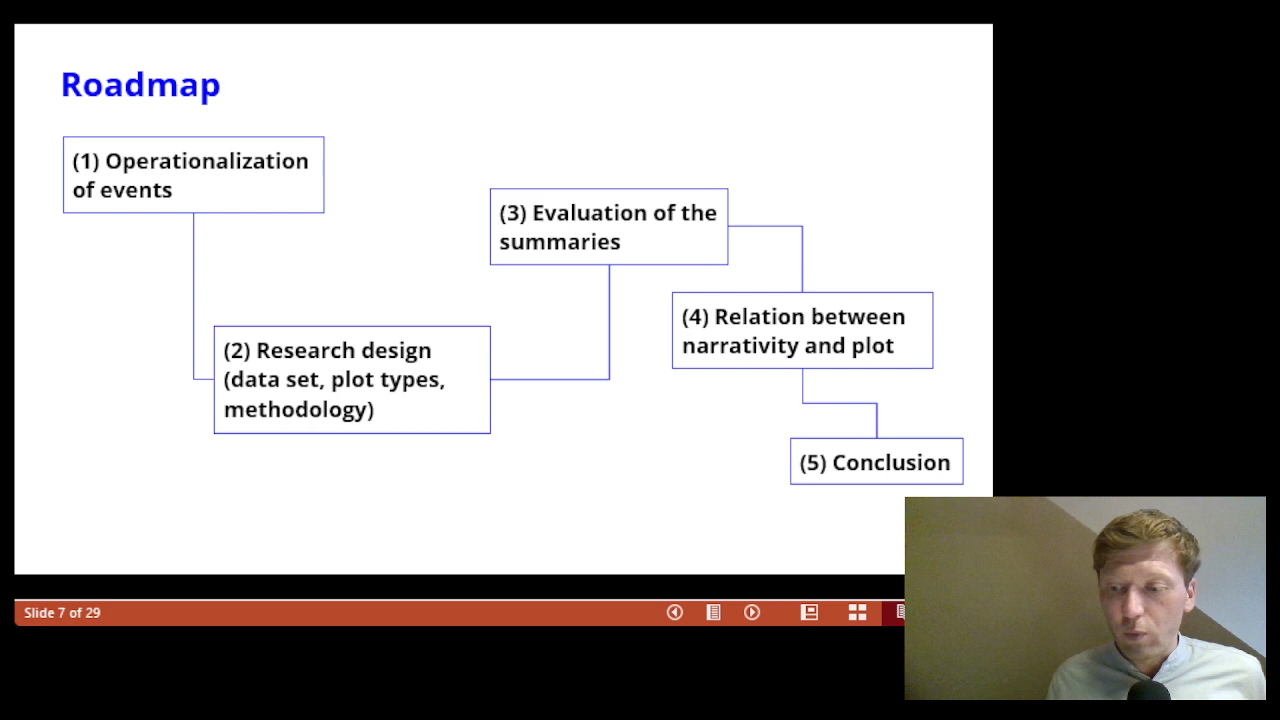 Roadmap
(1) Operationalization
of events
(2) Research design
(data set, plot types,
methodology)
(3) Evaluation of the
summaries
(4) Relation between
narrativity and plot
(5) Conclusion
Slide 7 of 29